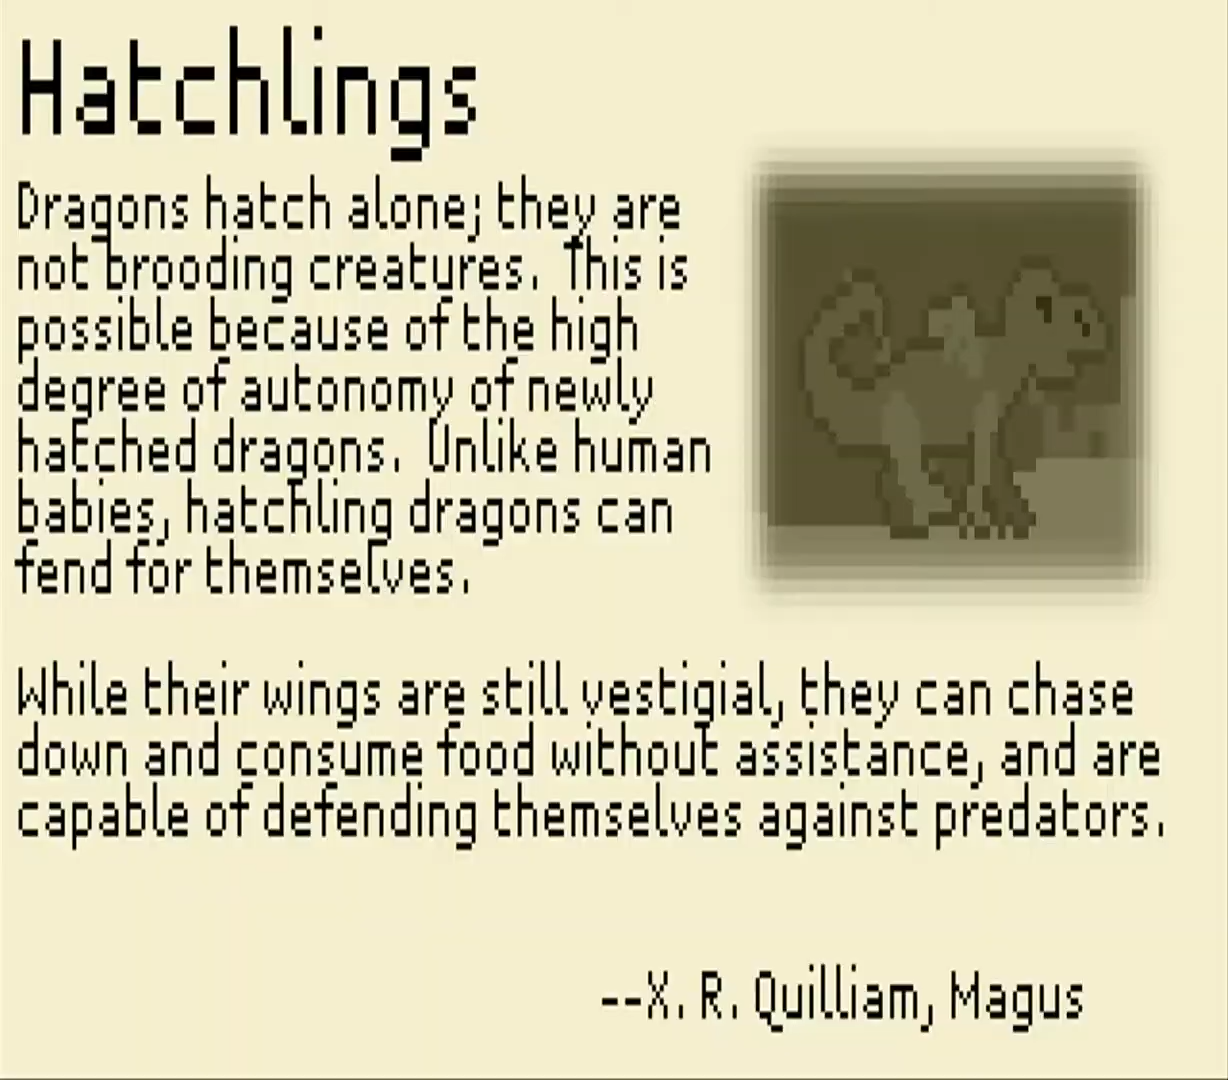 Hatchlings
Dragons hatch alone; they are
not brooding creatures. This is
possible because of the high
degree of autonomy of newly
hatched dragons. Unlike human
babies, hatchling dragons can
fend for themselves.
While their wings are still vestigial, they can chase
down and consume food without assistance, and are
capable of defending themselves against predators.
--X. R. Quilliam, Magus